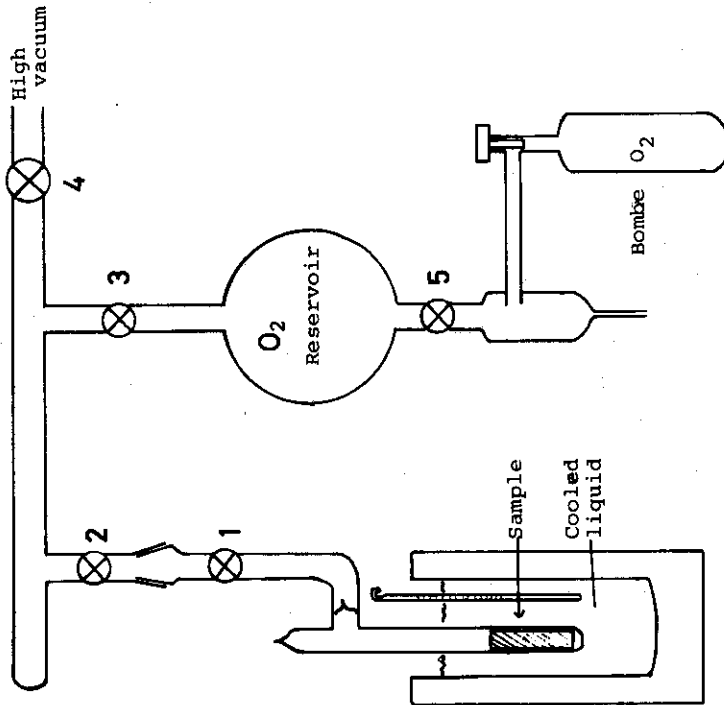 High
vacuum
4
3
2
1
O2
Reservoir
5
O2
Bombe
Sample
Cooled
liquid